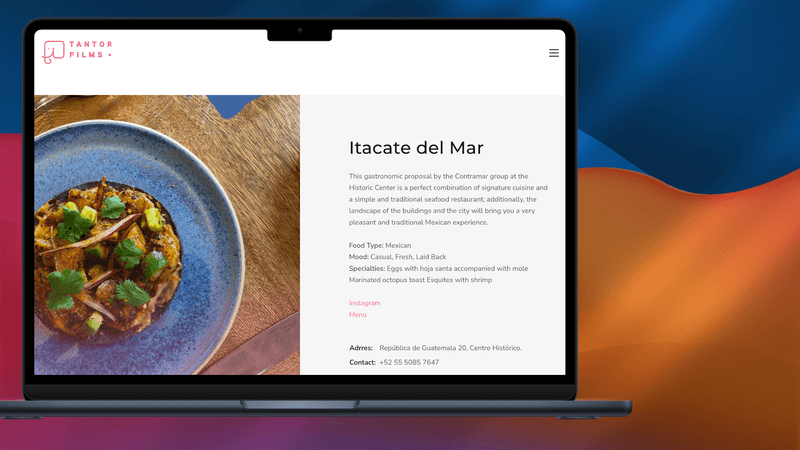 TANTOR
FILMS
Itacate del Mar
This gastronomic proposal by the Contramar group at the
Historic Center is a perfect combination of signature cuisine and
a simple and traditional seafood restaurant; additionally, the
landscape of the buildings and the city will bring you a very
pleasant and traditional Mexican experience.
Food Type: Mexican
Mood: Casual, Fresh, Laid Back
Specialties: Eggs with hoja santa accompanied with mole
Marinated octopus toast Esquites with shrimp
Instagram
Menu
Adrres: República de Guatemala 20, Centro Histórico.
Contact: +52 55 5085 7647